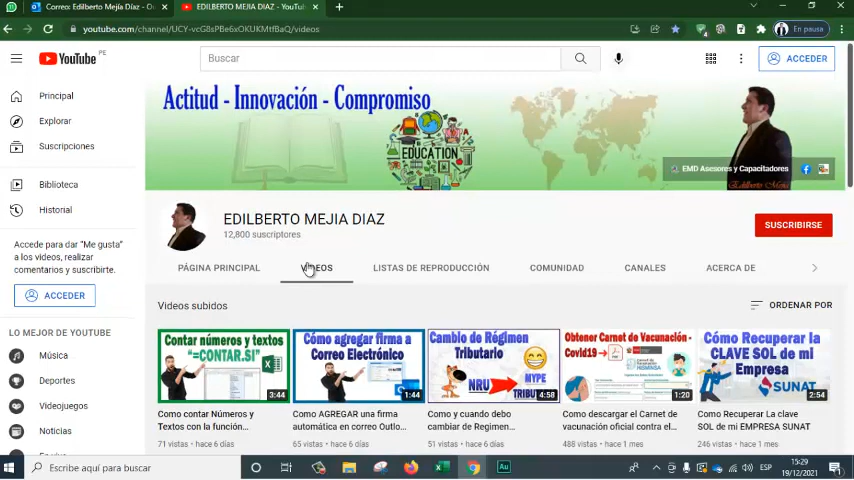 Correo: Edilberto Mejía Díaz - Ou
EDILBERTO MEJIA DIAZ - YouTub
youtube.com/channel/UCY-vcG8sPBe6xOKUKMtfBaQ/videos
En pausa
YouTube PE
Buscar
ACCEDER
Principal
Explorar
Suscripciones
Biblioteca
Historial
Accede para dar "Me gusta"
a los videos, realizar
comentarios y suscribirte.
ACCEDER
LO MEJOR DE YOUTUBE
Música
Deportes
Videojuegos
Noticias
Actitud - Innovación - Compromiso
EDUCATION
EMD Asesores y Capacitadores
Edilberto Mejia
EDILBERTO MEJIA DIAZ
12,800 suscriptores
SUSCRIBIRSE
PÁGINA PRINCIPAL
VIDEOS
LISTAS DE REPRODUCCIÓN
COMUNIDAD
CANALES
ACERCA DE
Videos subidos
ORDENAR POR
Contar números y textos
"=CONTAR.SI"
3:44
Como contar Números y
Textos con la función...
71 vistas • hace 6 días
Cómo agregar firma a
Correo Electrónico
1:44
Como AGREGAR una firma
automática en correo Outlo...
65 vistas • hace 6 días
Cambio de Régimen
Tributario
NRUS
MYPE
TRIBUT
4:58
Como y cuando debo
cambiar de Regimen...
51 vistas • hace 6 días
Obtener Carnet de Vacunación -
Covid19
1:20
Como descargar el Carnet de
vacunación oficial contra el...
488 vistas • hace 1 mes
Cómo Recuperar la
CLAVE SOL de mi
Empresa
SUNAT
2:54
Como Recuperar La clave
SOL de mi EMPRESA SUNAT
246 vistas • hace 1 mes
Escribe aquí para buscar
Au
ESP
15:29
19/12/2021